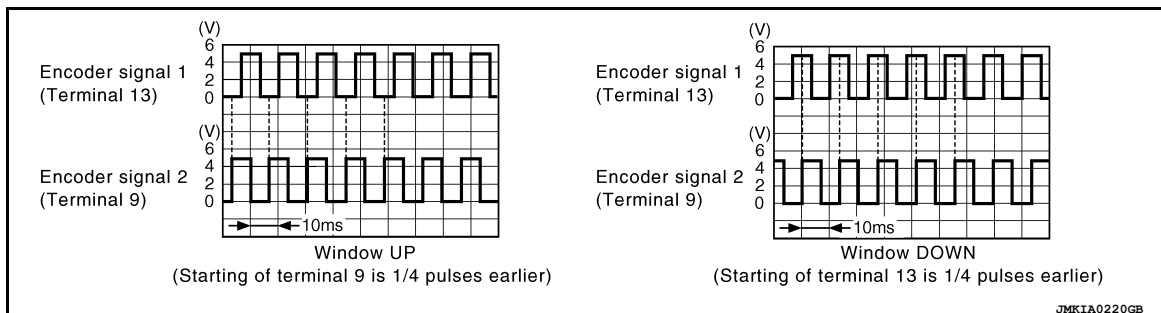 (V)
6
4
2
0
Encoder signal 1
(Terminal 13)
(V)
6
4
2
0
Encoder signal 2
(Terminal 9)
10ms
Window UP
(Starting of terminal 9 is 1/4 pulses earlier)
(V)
6
4
2
0
Encoder signal 1
(Terminal 13)
(V)
6
4
2
0
Encoder signal 2
(Terminal 9)
10ms
Window DOWN
(Starting of terminal 13 is 1/4 pulses earlier)
JMKIA0220GB